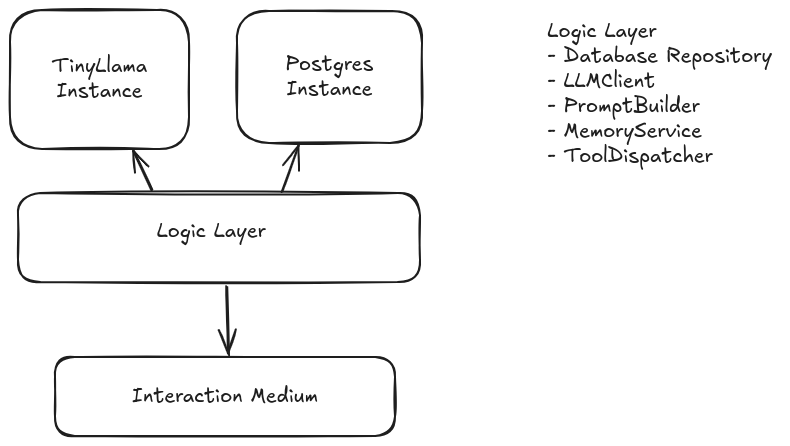 TinyLlama
Instance
Postgres
Instance
Logic Layer
- Database Repository
- LLMClient
- PromptBuilder
- MemoryService
- ToolDispatcher
Logic Layer
Interaction Medium